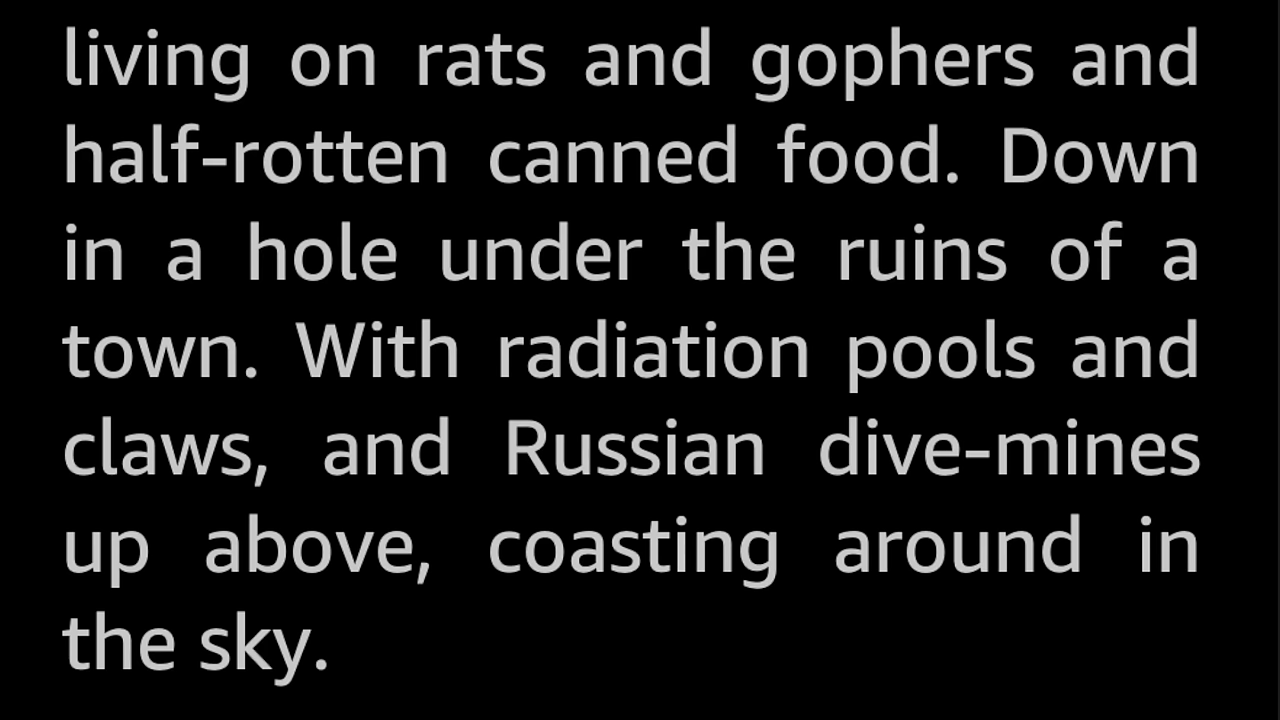 living on rats and gophers and
half-rotten canned food. Down
in a hole under the ruins of a
town. With radiation pools and
claws, and Russian dive-mines
up above, coasting around in
the sky.